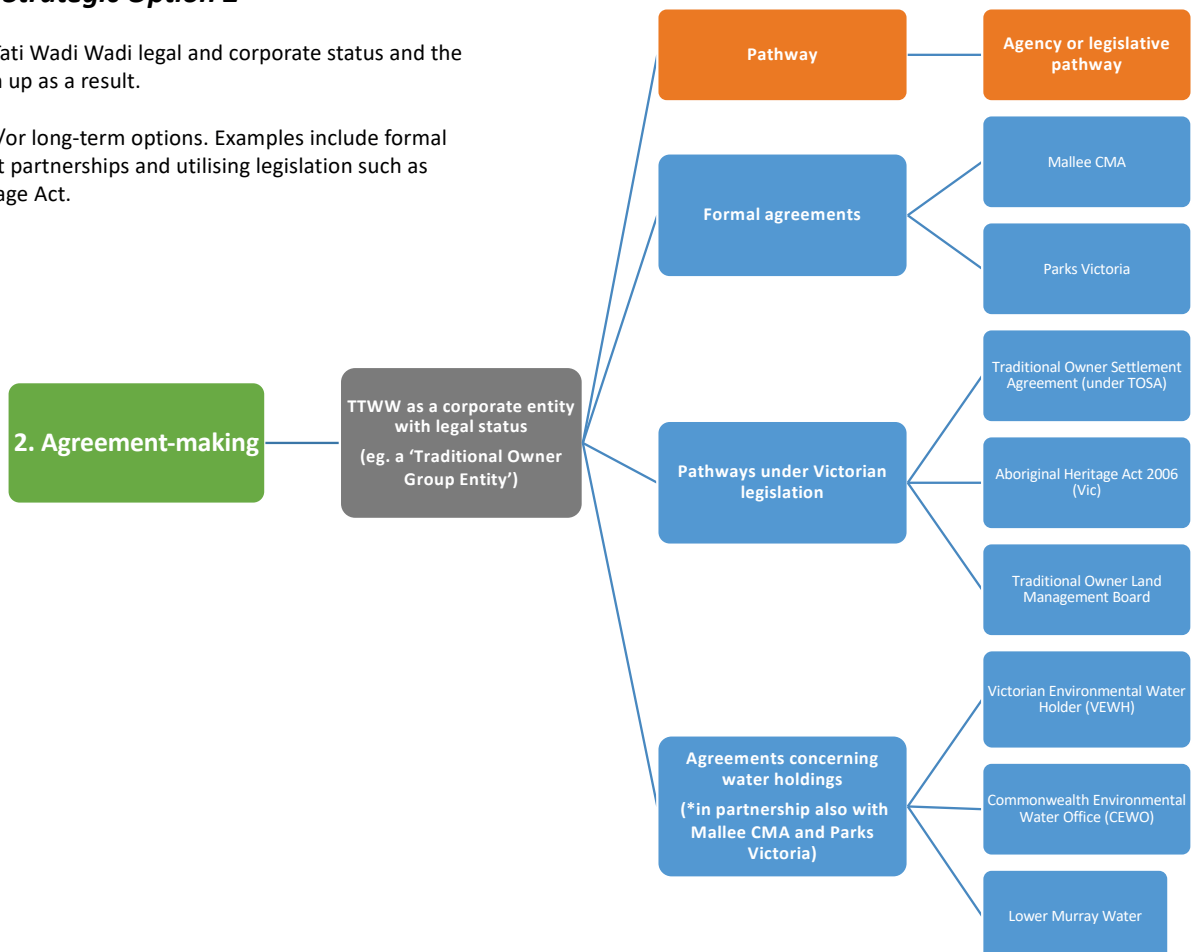 Strategic Option 2
Tati Wadi Wadi legal and corporate status and the
up as a result.
/or long-term options. Examples include formal
t partnerships and utilising legislation such as
age Act.
Pathway
Agency or legislative
pathway
Formal agreements
Mallee CMA
Parks Victoria
2. Agreement-making
TTWW as a corporate entity
with legal status
(eg. a ‘Traditional Owner
Group Entity’)
Pathways under Victorian
legislation
Traditional Owner Settlement
Agreement (under TOSA)
Aboriginal Heritage Act 2006
(Vic)
Traditional Owner Land
Management Board
Agreements concerning
water holdings
(*in partnership also with
Mallee CMA and Parks
Victoria)
Victorian Environmental Water
Holder (VEWH)
Commonwealth Environmental
Water Office (CEWO)
Lower Murray Water